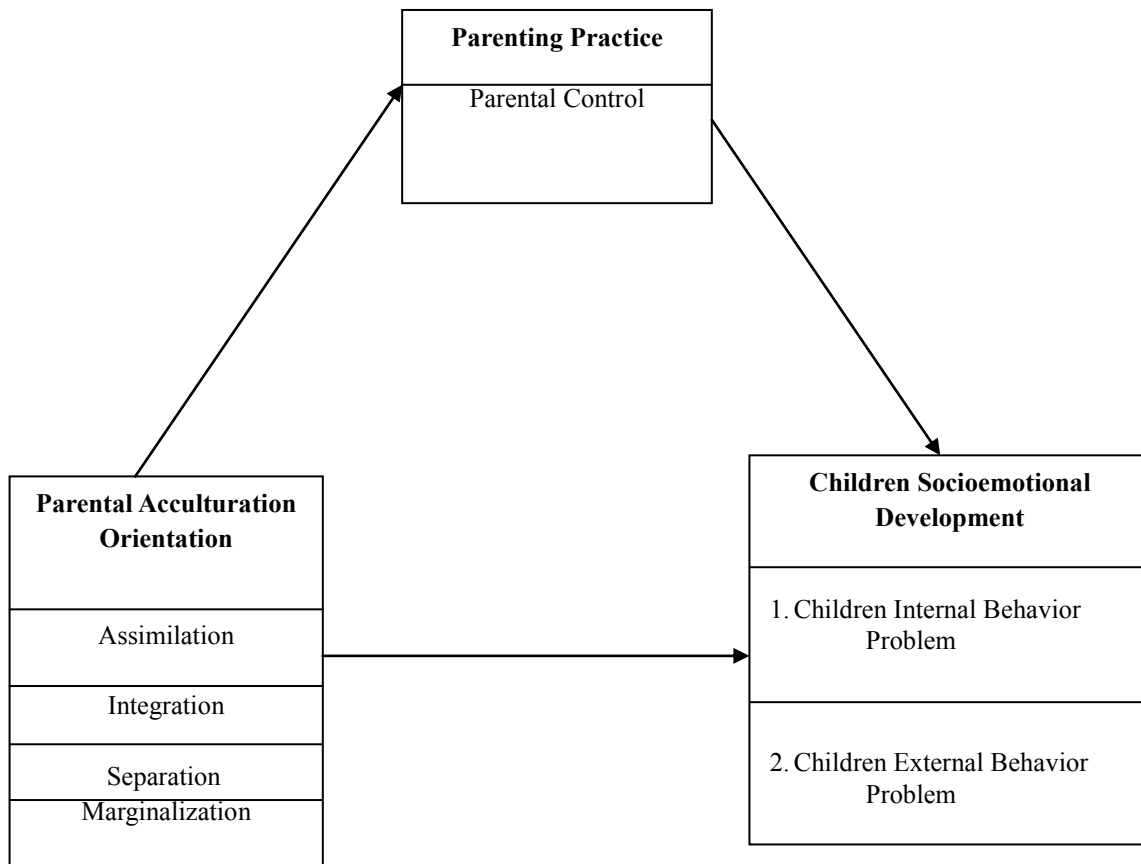 Parenting Practice
Parental Control
Parental Acculturation
Orientation
Assimilation
Integration
Separation
Marginalization
Children Socioemotional
Development
1. Children Internal Behavior
Problem
2. Children External Behavior
Problem